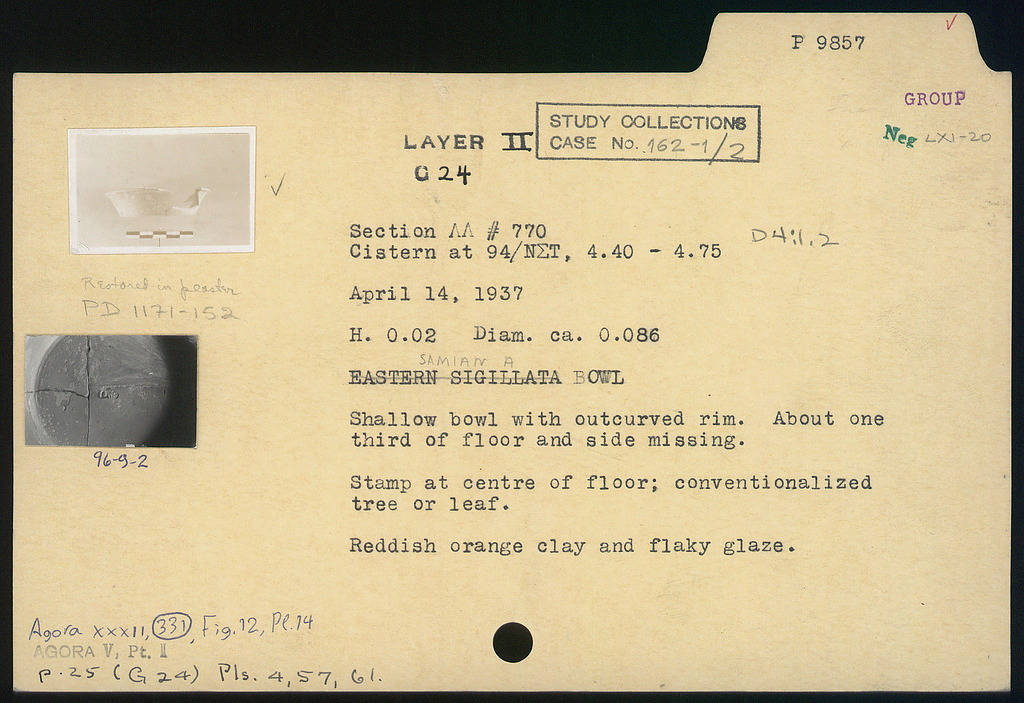 P 9857
GROUP
Neg LXI-20
LAYER II
G 24
STUDY COLLECTIONS
CASE No. 162-1/2
Section ΛΛ # 770
Cistern at 94/ΝΣΤ, 4.40 - 4.75
D4:1.2
April 14, 1937
H. 0.02 Diam. ca. 0.086
SAMIAN A
EASTERN SIGILLATA BOWL
Shallow bowl with outcurved rim. About one
third of floor and side missing.
Stamp at centre of floor; conventionalized
tree or leaf.
Reddish orange clay and flaky glaze.
Restored in plaster
PD 1171-152
96-9-2
Agora XXXII, 331, Fig. 12, Pl. 14
AGORA V, Pt. I
p. 25 (G 24) Pls. 4, 57, 61.